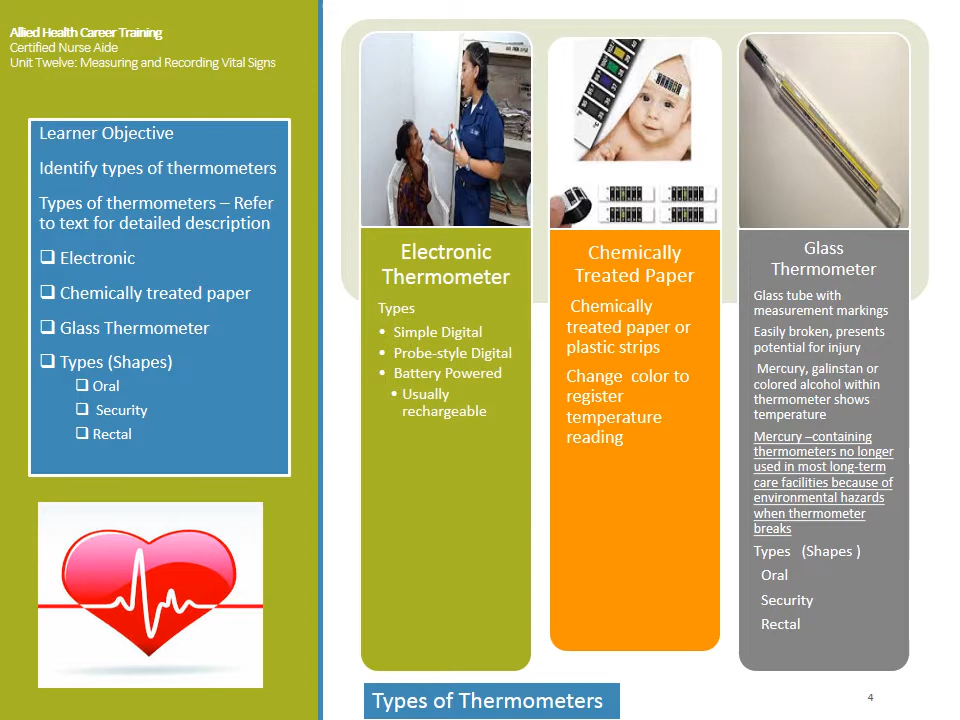 Allied Health Career Training
Certified Nurse Aide
Unit Twelve: Measuring and Recording Vital Signs
Learner Objective
Identify types of thermometers
Types of thermometers – Refer
to text for detailed description
❑ Electronic
❑ Chemically treated paper
❑ Glass Thermometer
❑ Types (Shapes)
❑ Oral
❑ Security
❑ Rectal
Electronic
Thermometer
Types
• Simple Digital
• Probe-style Digital
• Battery Powered
• Usually
rechargeable
Chemically
Treated Paper
Chemically
treated paper or
plastic strips
Change color to
register
temperature
reading
Glass
Thermometer
Glass tube with
measurement markings
Easily broken, presents
potential for injury
Mercury, galinstan or
colored alcohol within
thermometer shows
temperature
Mercury –containing
thermometers no longer
used in most long-term
care facilities because of
environmental hazards
when thermometer
breaks
Types (Shapes )
Oral
Security
Rectal
Types of Thermometers
4